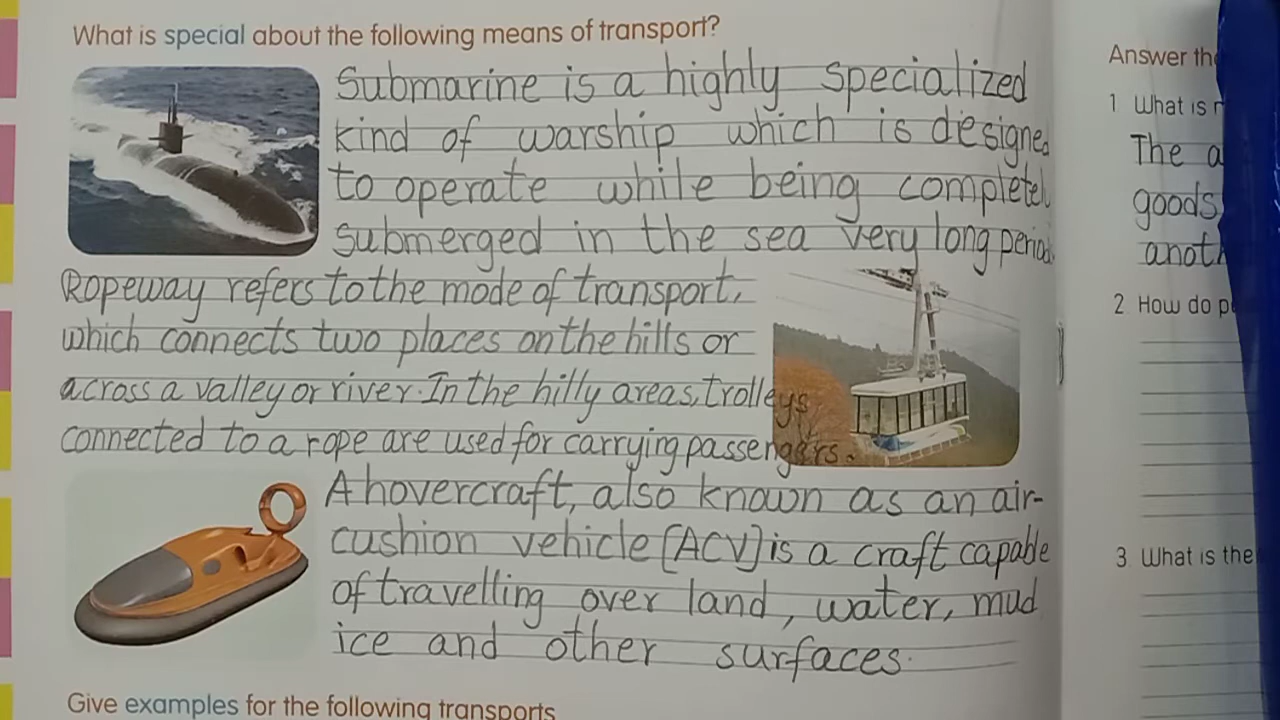 What is special about the following means of transport?
Submarine is a highly specialized
kind of warship which is designed
to operate while being completel
submerged in the sea very long period.
Ropeway refers to the mode of transport,
which connects two places on the hills or
across a valley or river. In the hilly areas, trolleys
connected to a rope are used for carrying passengers.
A hovercraft, also known as an air-
cushion vehicle (ACV) is a craft capable
of travelling over land, water, mud
ice and other surfaces.
Give examples for the following transports
Answer th
1 What is
The a
goods
anoth
2 How do p
3 What is the